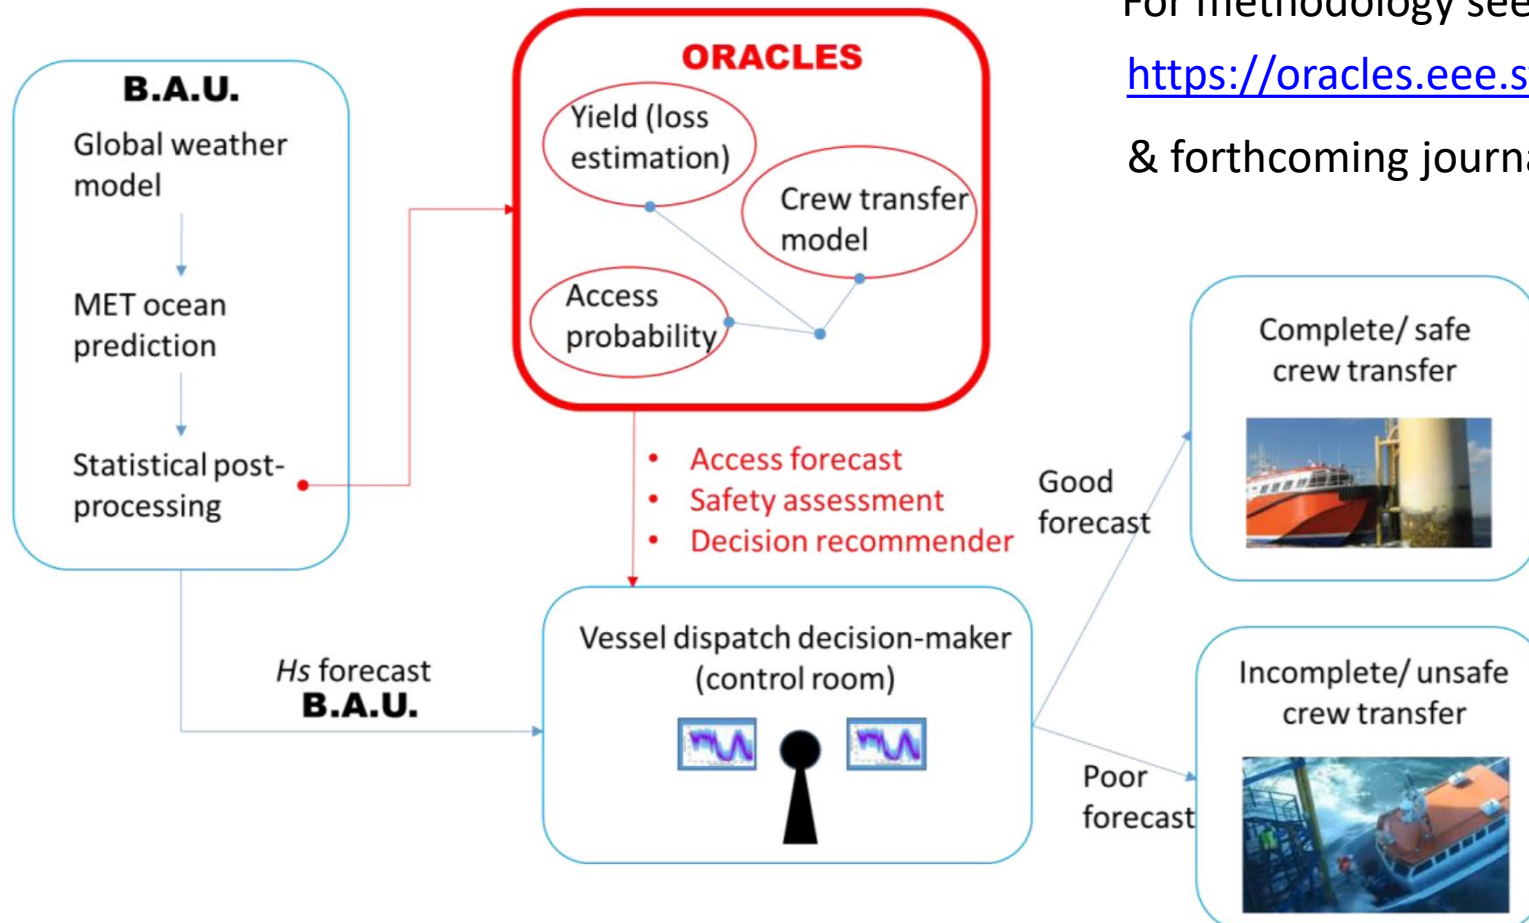 For methodology see
https://oracles.eee.s
& forthcoming journa
B.A.U.
Global weather
model
MET ocean
prediction
Statistical post-
processing
ORACLES
Yield (loss
estimation)
Crew transfer
model
Access
probability
• Access forecast
• Safety assessment
• Decision recommender
Hs forecast
B.A.U.
Vessel dispatch decision-maker
(control room)
Good
forecast
Poor
forecast
Complete/ safe
crew transfer
Incomplete/ unsafe
crew transfer